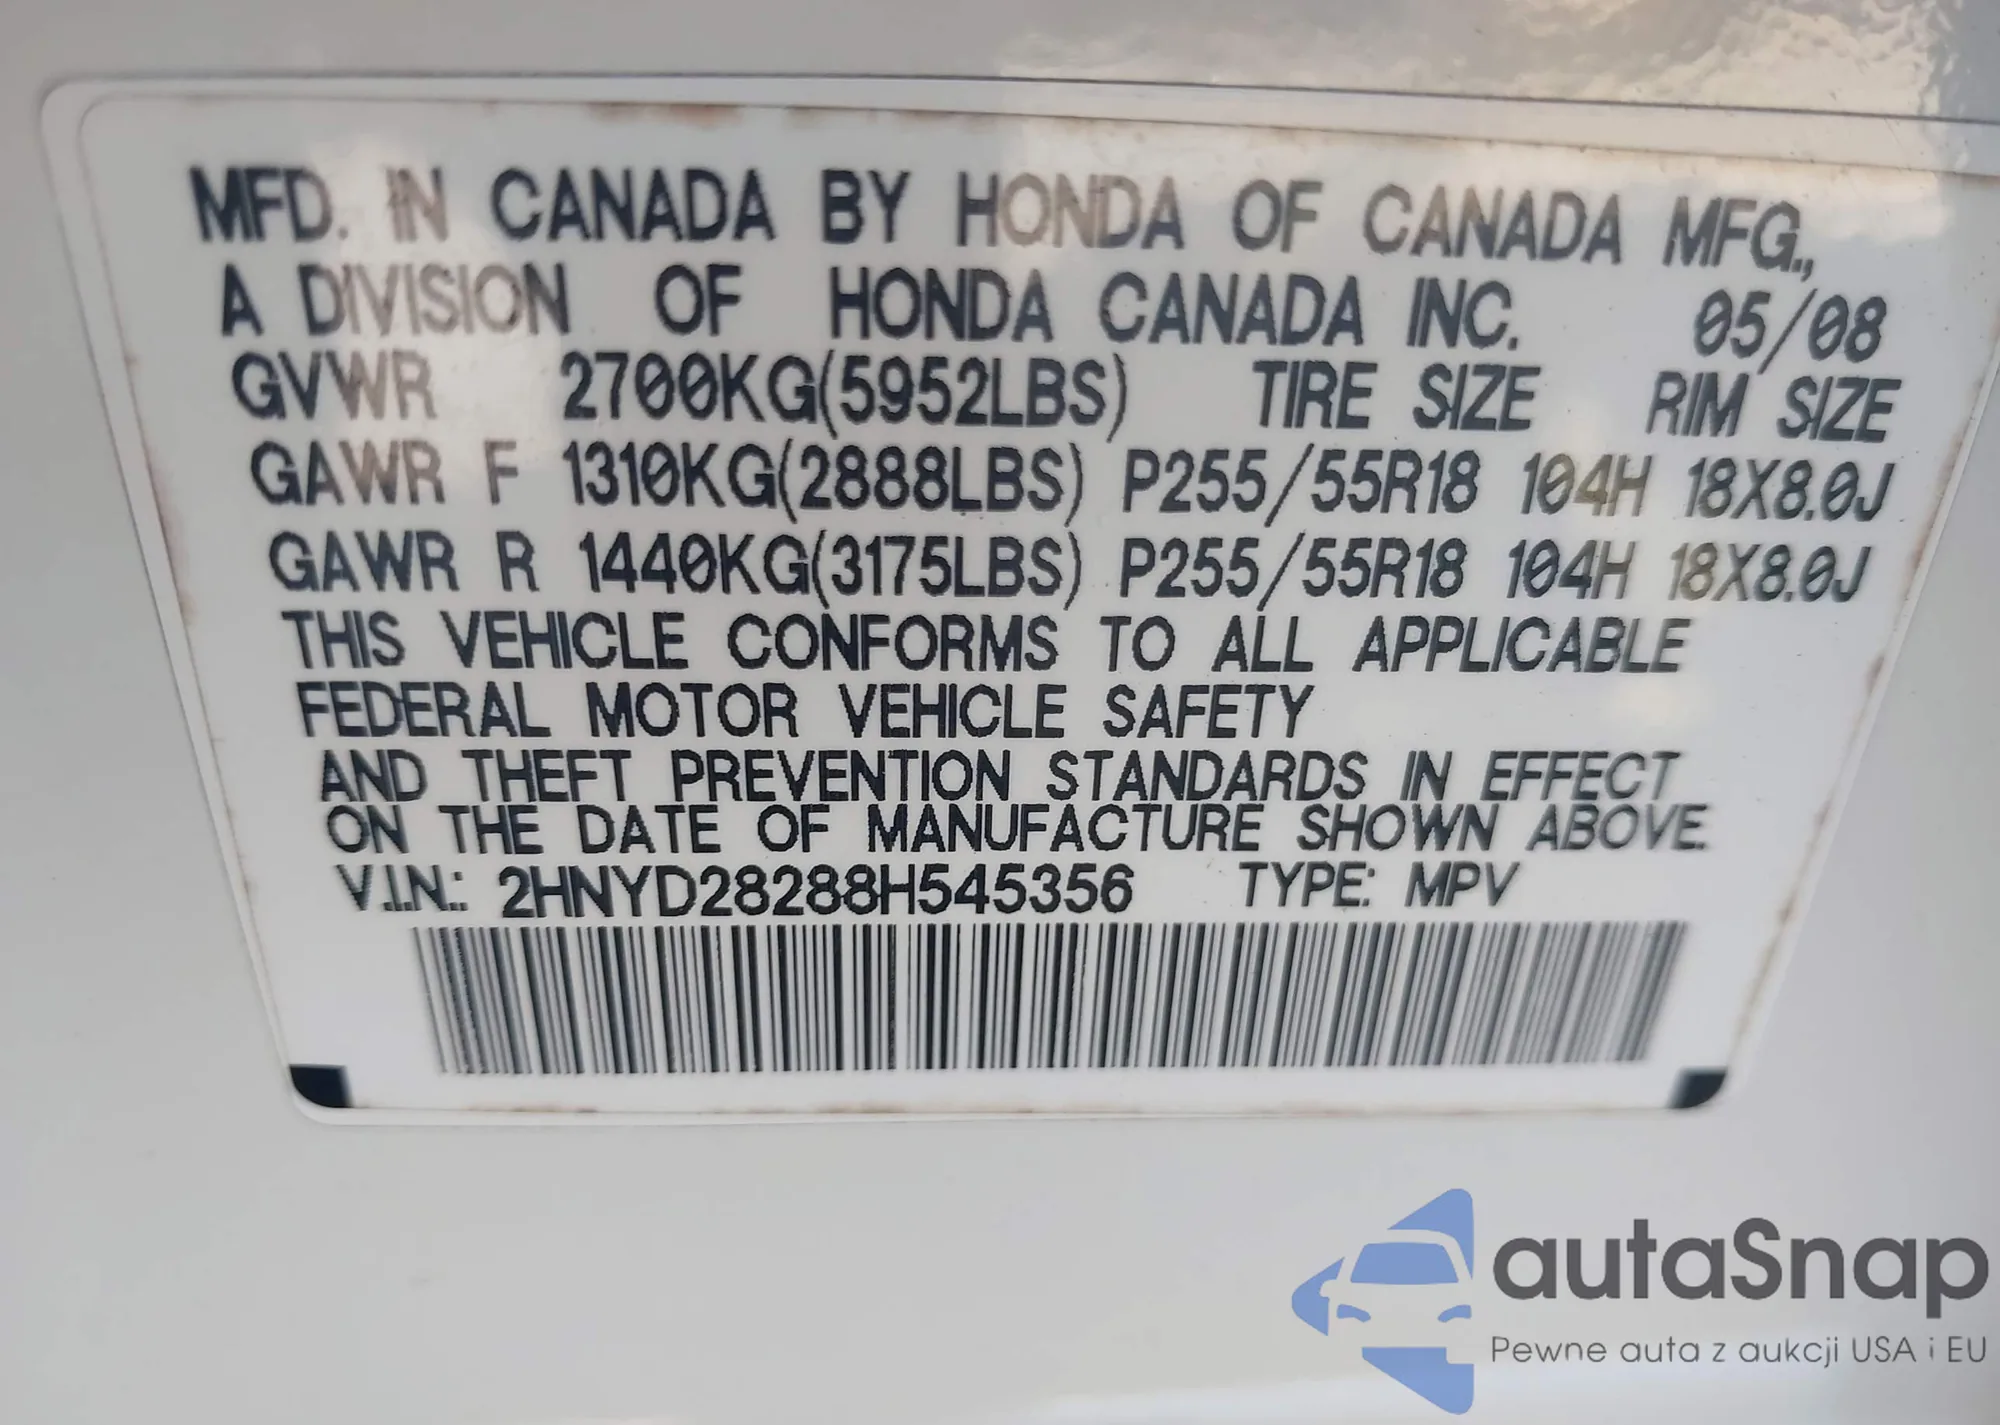 MFD. IN CANADA BY HONDA OF CANADA MFG.,
A DIVISION OF HONDA CANADA INC. 05/08
GVWR 2700KG(5952LBS) TIRE SIZE RIM SIZE
GAWR F 1310KG(2888LBS) P255/55R18 104H 18X8.0J
GAWR R 1440KG(3175LBS) P255/55R18 104H 18X8.0J
THIS VEHICLE CONFORMS TO ALL APPLICABLE
FEDERAL MOTOR VEHICLE SAFETY
AND THEFT PREVENTION STANDARDS IN EFFECT
ON THE DATE OF MANUFACTURE SHOWN ABOVE.
V.I.N.: 2HNYD28288H545356 TYPE: MPV
autaSnap
Pewne auta z aukcji USA i EU